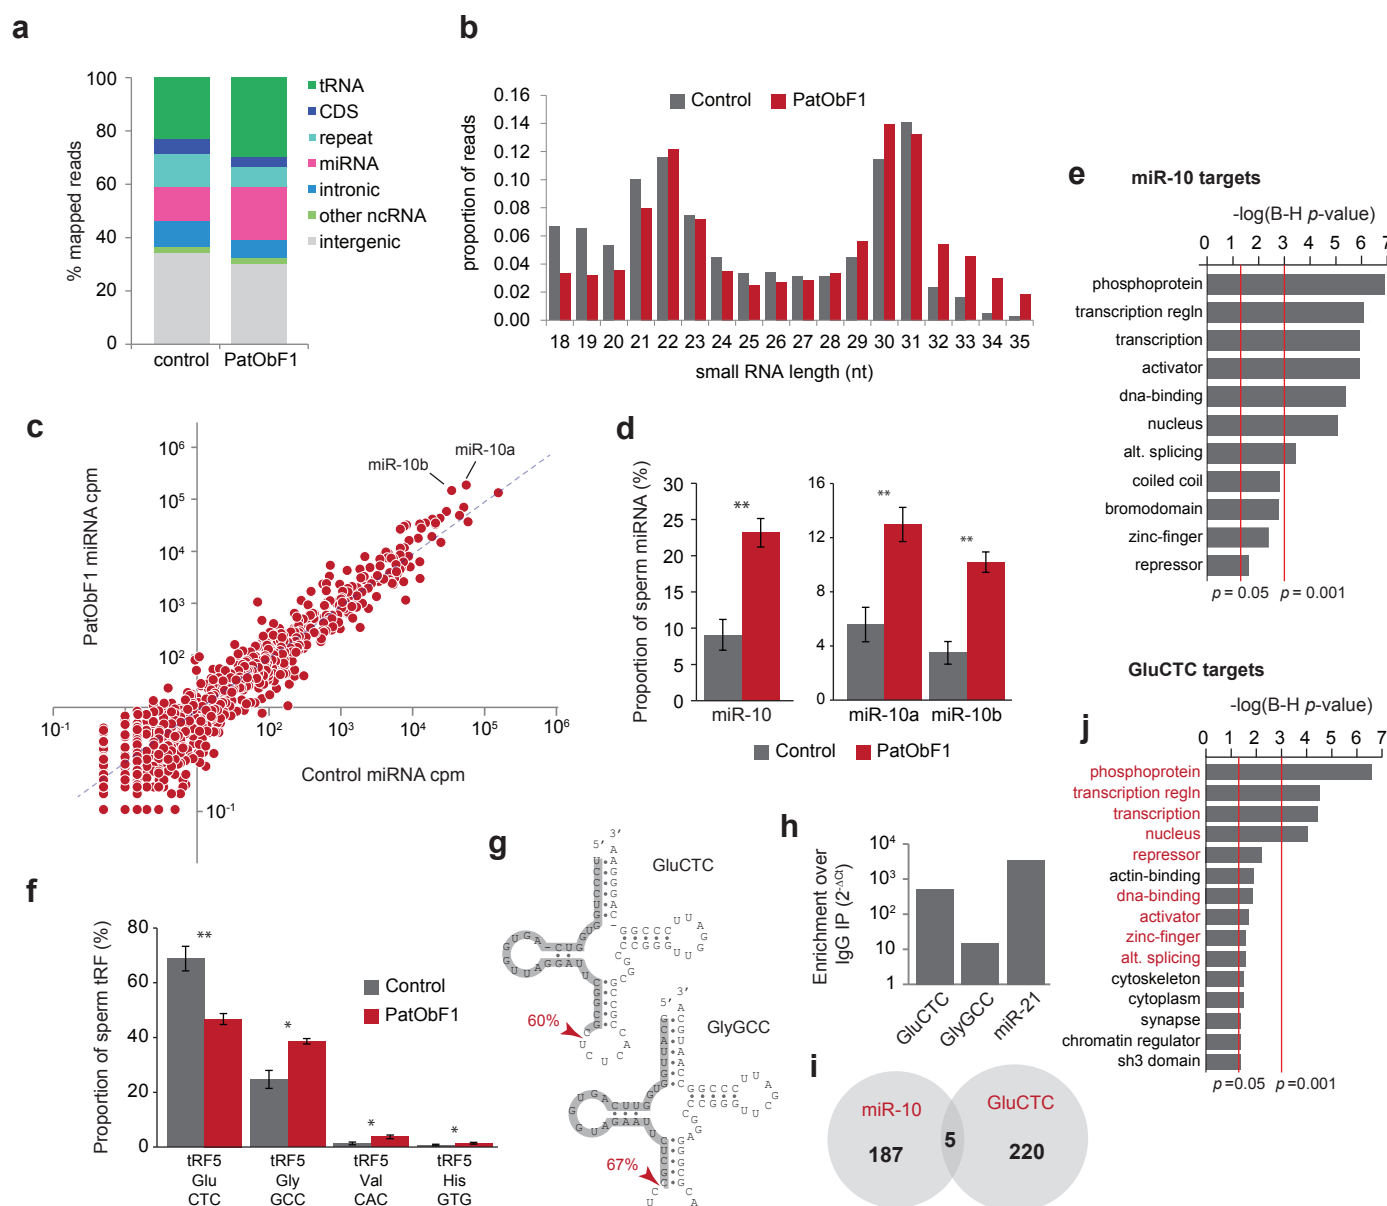 a
100
80
60
40
20
0
% mapped reads
control
PatObF1
tRNA
CDS
repeat
miRNA
intronic
other ncRNA
intergenic
b
0.16
0.14
0.12
0.10
0.08
0.06
0.04
0.02
0.00
proportion of reads
Control
PatObF1
18 19 20 21 22 23 24 25 26 27 28 29 30 31 32 33 34 35
small RNA length (nt)
c
PatObF1 miRNA cpm
10⁶
10⁵
10⁴
10³
10²
10⁻¹
miR-10b
miR-10a
10⁻¹ 10² 10³ 10⁴ 10⁵ 10⁶
Control miRNA cpm
d
Proportion of sperm miRNA (%)
30
25
20
15
10
5
0
**
miR-10
16
12
8
4
0
**
**
miR-10a miR-10b
Control
PatObF1
e
miR-10 targets
-log(B-H p-value)
0 1 2 3 4 5 6 7
phosphoprotein
transcription regln
transcription
activator
dna-binding
nucleus
alt. splicing
coiled coil
bromodomain
zinc-finger
repressor
p = 0.05 p = 0.001
f
Proportion of sperm tRF (%)
80
60
40
20
0
**
*
*
*
Control
PatObF1
tRF5 tRF5 tRF5 tRF5
Glu Gly Val His
CTC GCC CAC GTG
g
5'
3'
GluCTC
60%
5'
3'
GlyGCC
67%
h
Enrichment over
IgG IP (2^-ΔCt)
10⁴
10³
10²
10
1
GluCTC
GlyGCC
miR-21
i
miR-10
187
5
GluCTC
220
j
GluCTC targets
-log(B-H p-value)
0 1 2 3 4 5 6 7
phosphoprotein
transcription regln
transcription
nucleus
repressor
actin-binding
dna-binding
activator
zinc-finger
alt. splicing
cytoskeleton
cytoplasm
synapse
chromatin regulator
sh3 domain
p=0.05 p=0.001